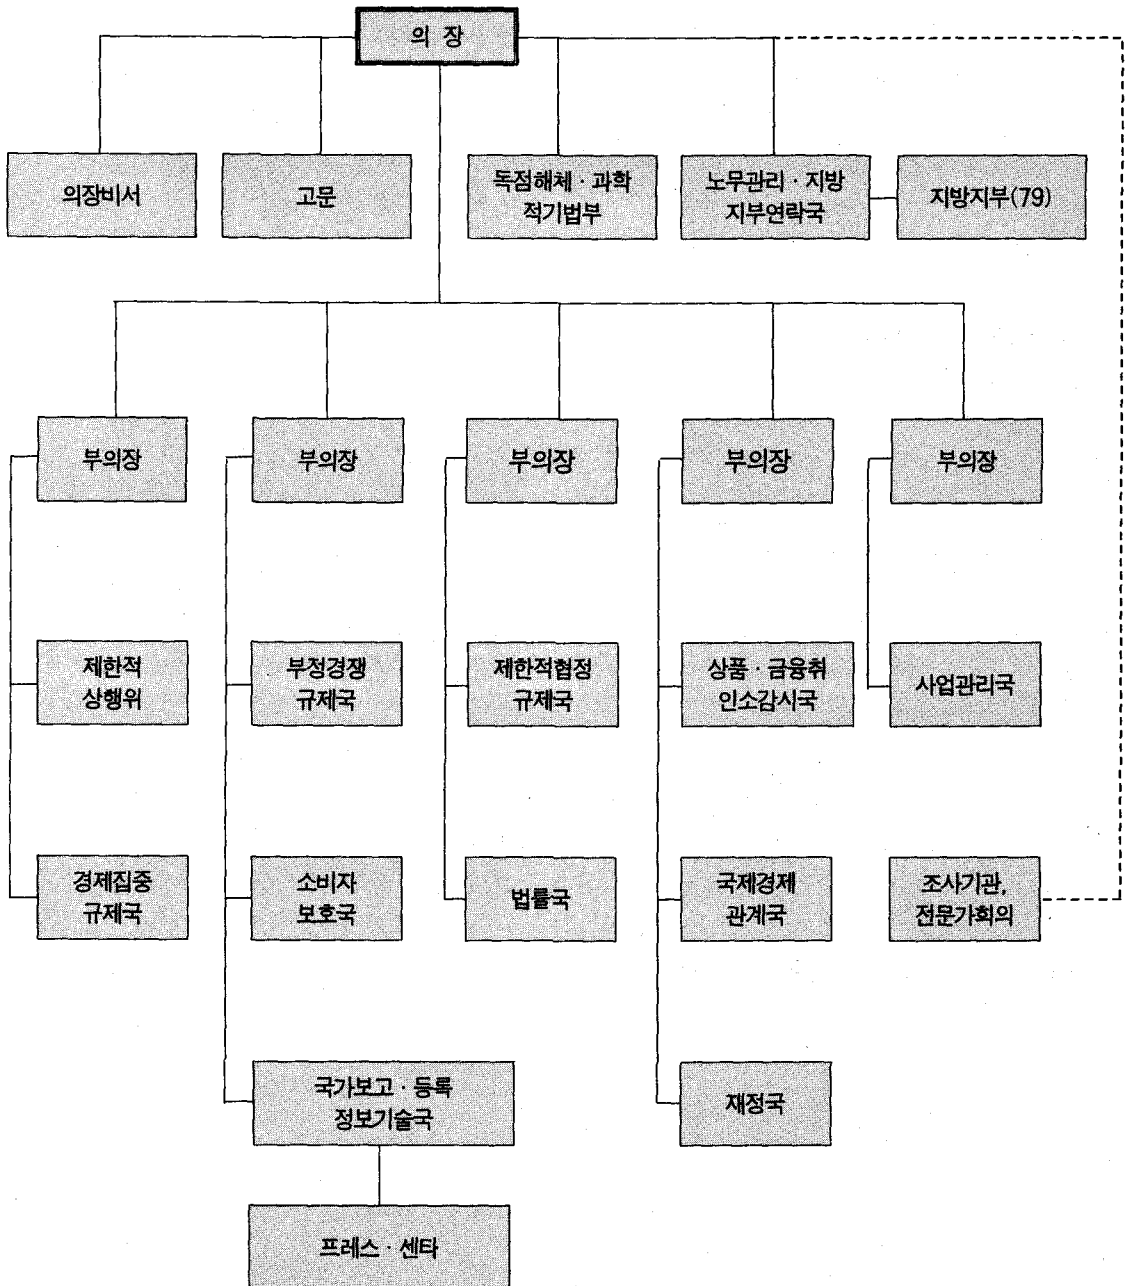 의 장
의장비서
고문
독점해체 · 과학
적기법부
노무관리 · 지방
지부연락국
지방지부(79)
부의장
부의장
부의장
부의장
부의장
제한적
상행위
부정경쟁
규제국
제한적협정
규제국
상품 · 금융취
인소감시국
사업관리국
경제집중
규제국
소비자
보호국
법률국
국제경제
관계국
조사기관,
전문가회의
국가보고 · 등록
정보기술국
재정국
프레스 · 센타